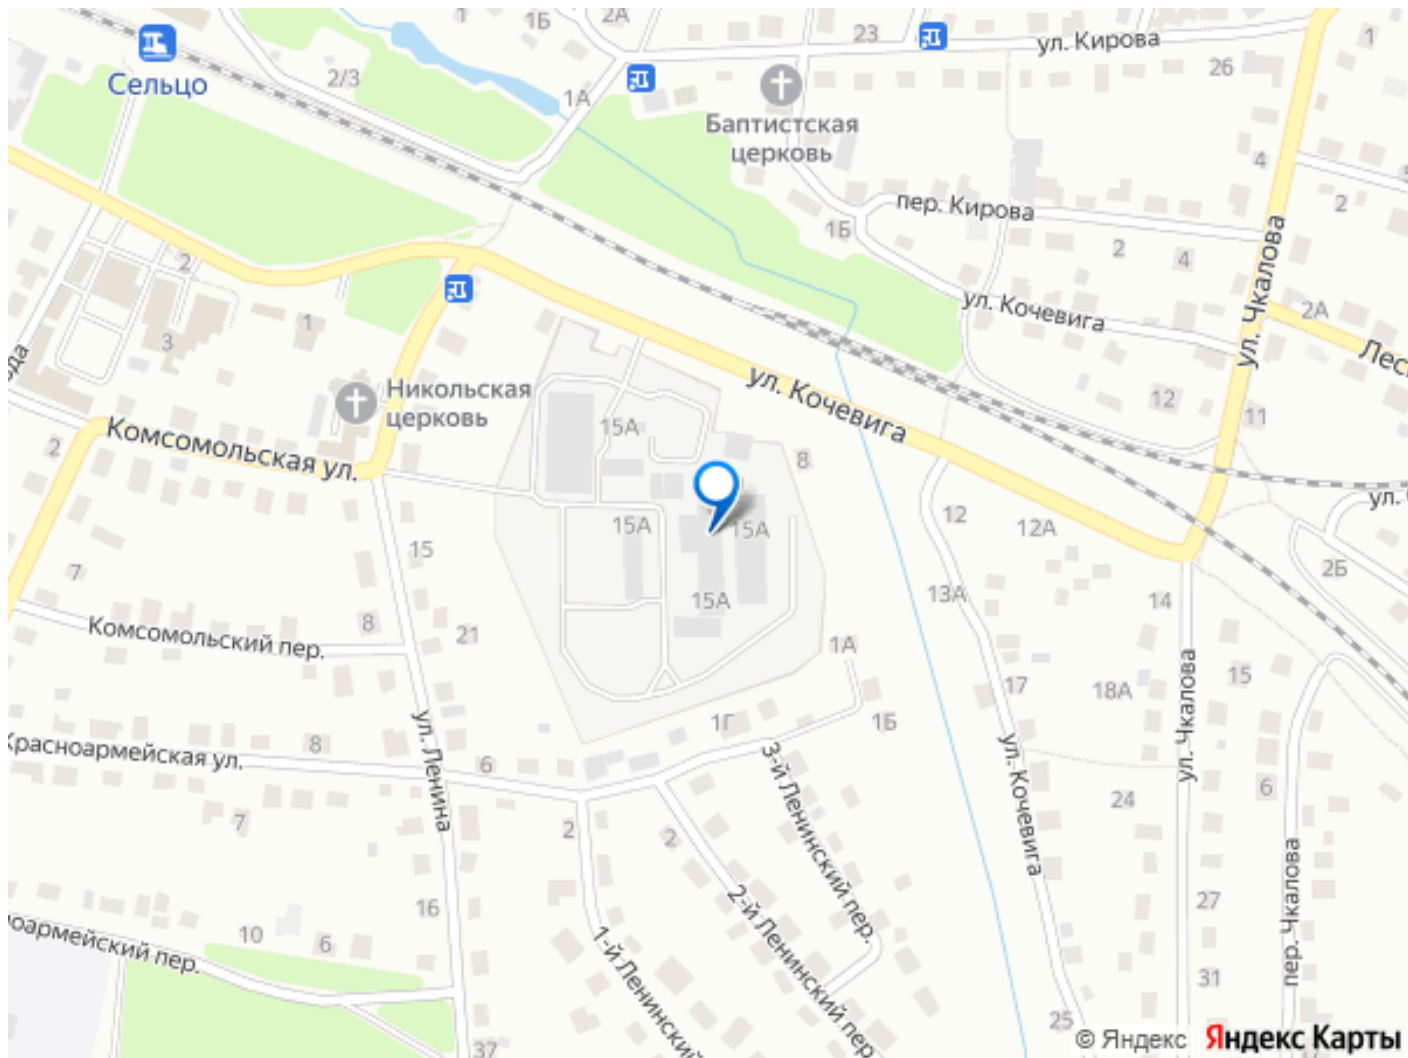 1
1Б
2А
23
ул. Кирова
1
26
Сельцо
2/3
1А
Баптистская
церковь
4
2
пер. Кирова
1Б
2
4
ул. Чкалова
2
2А
ул. Кочевига
Лес
3
1
Никольская
церковь
ул. Кочевига
12
11
15А
Комсомольская ул.
2
8
ул.
15А
15А
12
12А
15
2Б
7
13А
14
15А
8
21
Комсомольский пер.
1А
17
18А
15
ул. Чкалова
1Г
1Б
ул. Ленина
Красноармейская ул.
8
6
3-й Ленинский пер.
ул. Кочевига
6
24
7
2
2
пер. Чкалова
16
27
2-й Ленинский пер.
10
6
1-й Ленинский
31
25
37
© Яндекс
Яндекс Карты